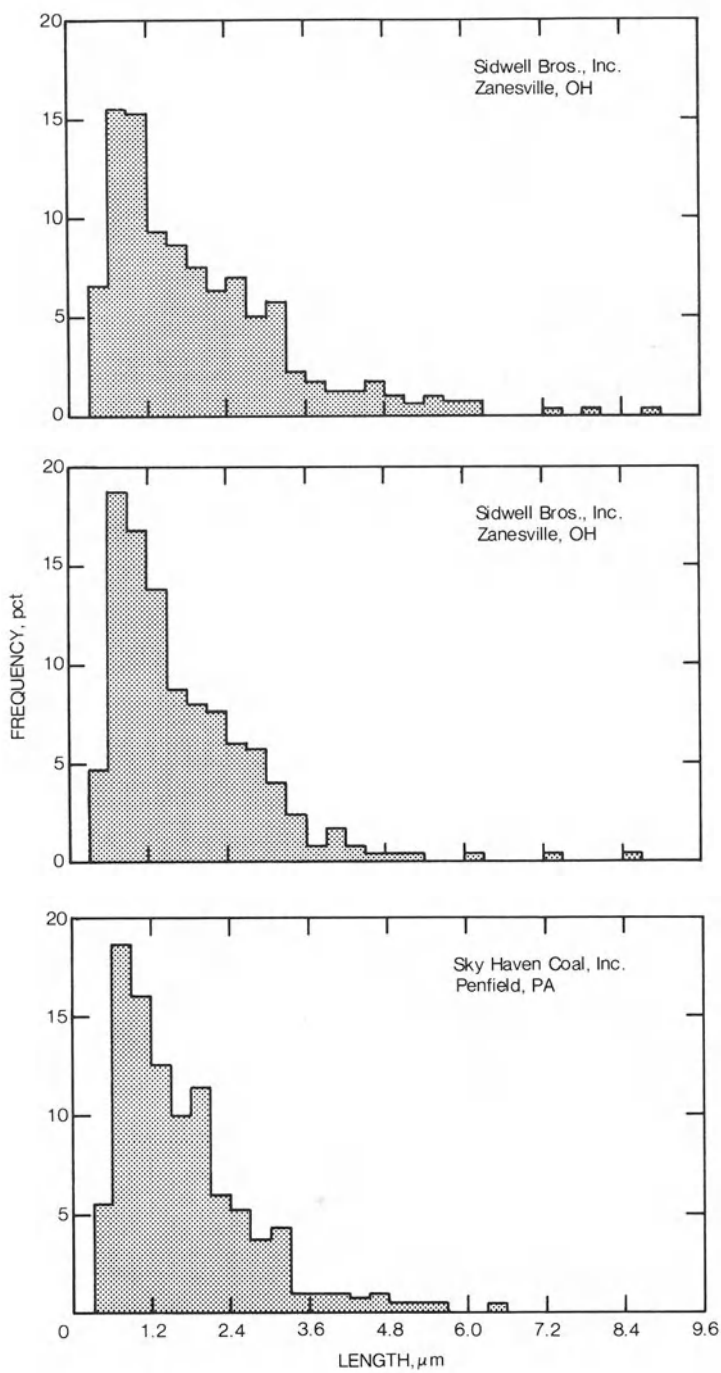 20
Sidwell Bros., Inc.
Zanesville, OH
15
10
5
0
20
Sidwell Bros., Inc.
Zanesville, OH
15
10
5
0
FREQUENCY, pct
20
Sky Haven Coal, Inc.
Penfield, PA
15
10
5
0 1.2 2.4 3.6 4.8 6.0 7.2 8.4 9.6
LENGTH, μm